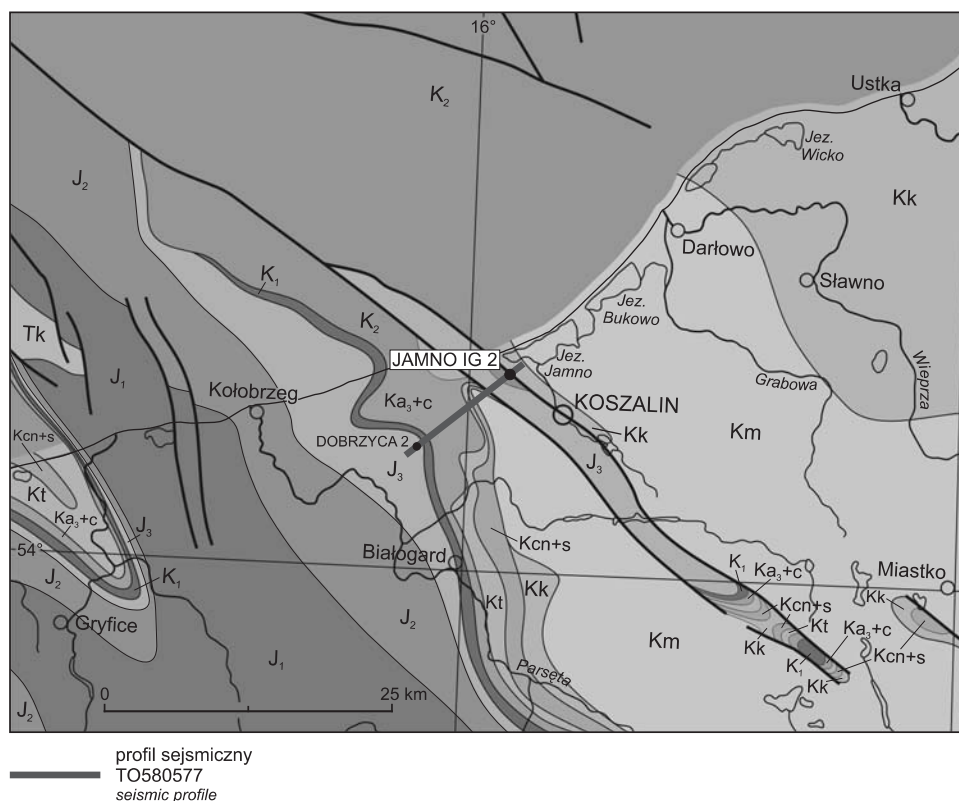 16°
Ustka
K₂
Jez.
Wicko
J₂
Kk
Darłowo
Sławno
K₁
Jez.
Bukowo
K₂
Tk
JAMNO IG 2
Jez.
Jamno
Wieprza
J₁
Kołobrzeg
Grabowa
Ka₃+c
KOSZALIN
Kcn+s
DOBRZYCA 2
Kk
Km
J₃
J₃
Kt
Ka₃+c
J₃
54°
Białogard
Kcn+s
K₁
Ka₃+c
Miastko
J₂
K₁
Kt
Kk
Kcn+s
Kk
Gryfice
J₂
Kt
Ka₃+c
Km
Kk
Kcn+s
J₁
K₁
Parsęta
Kk
0
25 km
J₂
profil sejsmiczny
TO580577
seismic profile